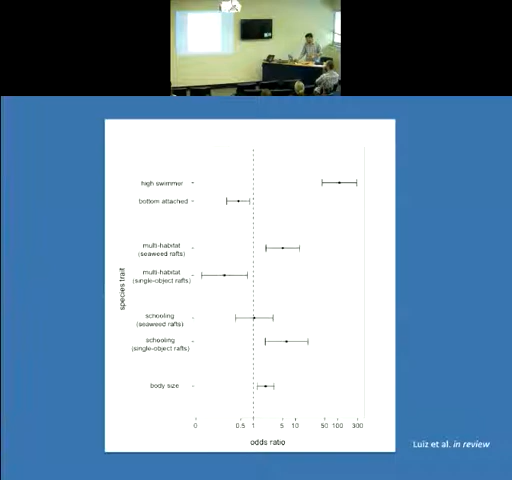 high swimmer
bottom attached
multi-habitat
(seaweed rafts)
multi-habitat
(single-object rafts)
schooling
(seaweed rafts)
schooling
(single-object rafts)
body size
species trait
0 0.5 1 5 10 50 100 300
odds ratio
Luiz et al. in review